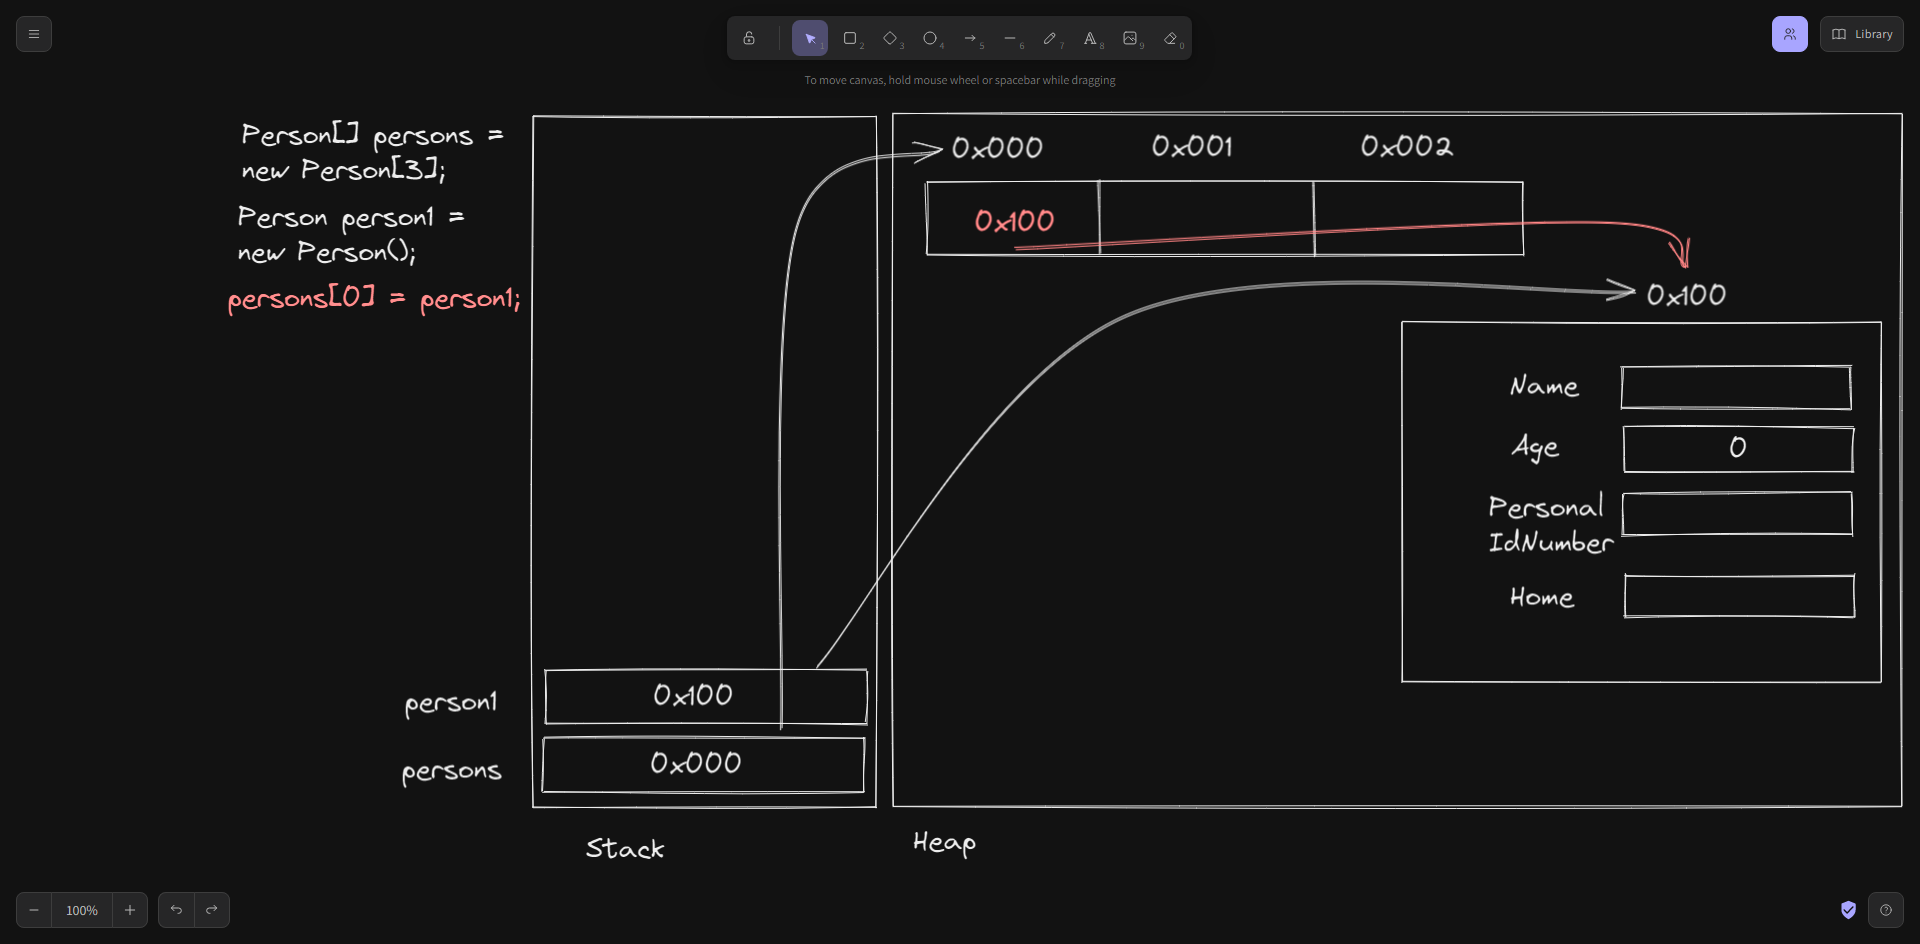 1
2
3
4
5
6
7
8
9
0
Library
To move canvas, hold mouse wheel or spacebar while dragging
Person[] persons =
new Person[3];
Person person1 =
new Person();
persons[0] = person1;
0x000
0x001
0x002
0x100
0x100
Name
Age
0
Personal
IdNumber
Home
person1
0x100
persons
0x000
Stack
Heap
100%